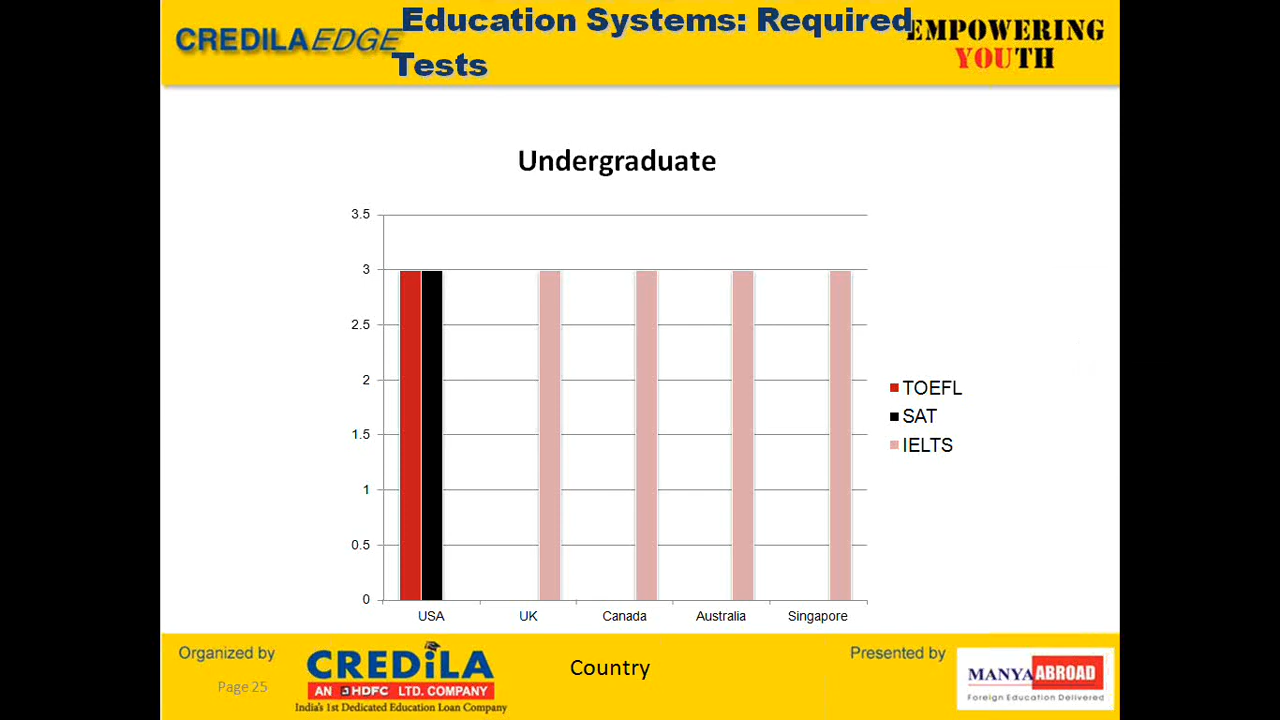 Education Systems: Required
CREDILAEDGE
EMPOWERING
YOUTH
Tests
Undergraduate
3.5
3
2.5
2
1.5
1
0.5
0
USA UK Canada Australia Singapore
TOEFL
SAT
IELTS
Organized by
Page 25
CREDiLA
AN HDFC LTD. COMPANY
India's 1st Dedicated Education Loan Company
Country
Presented by
MANYA ABROAD
Foreign Education Delivered